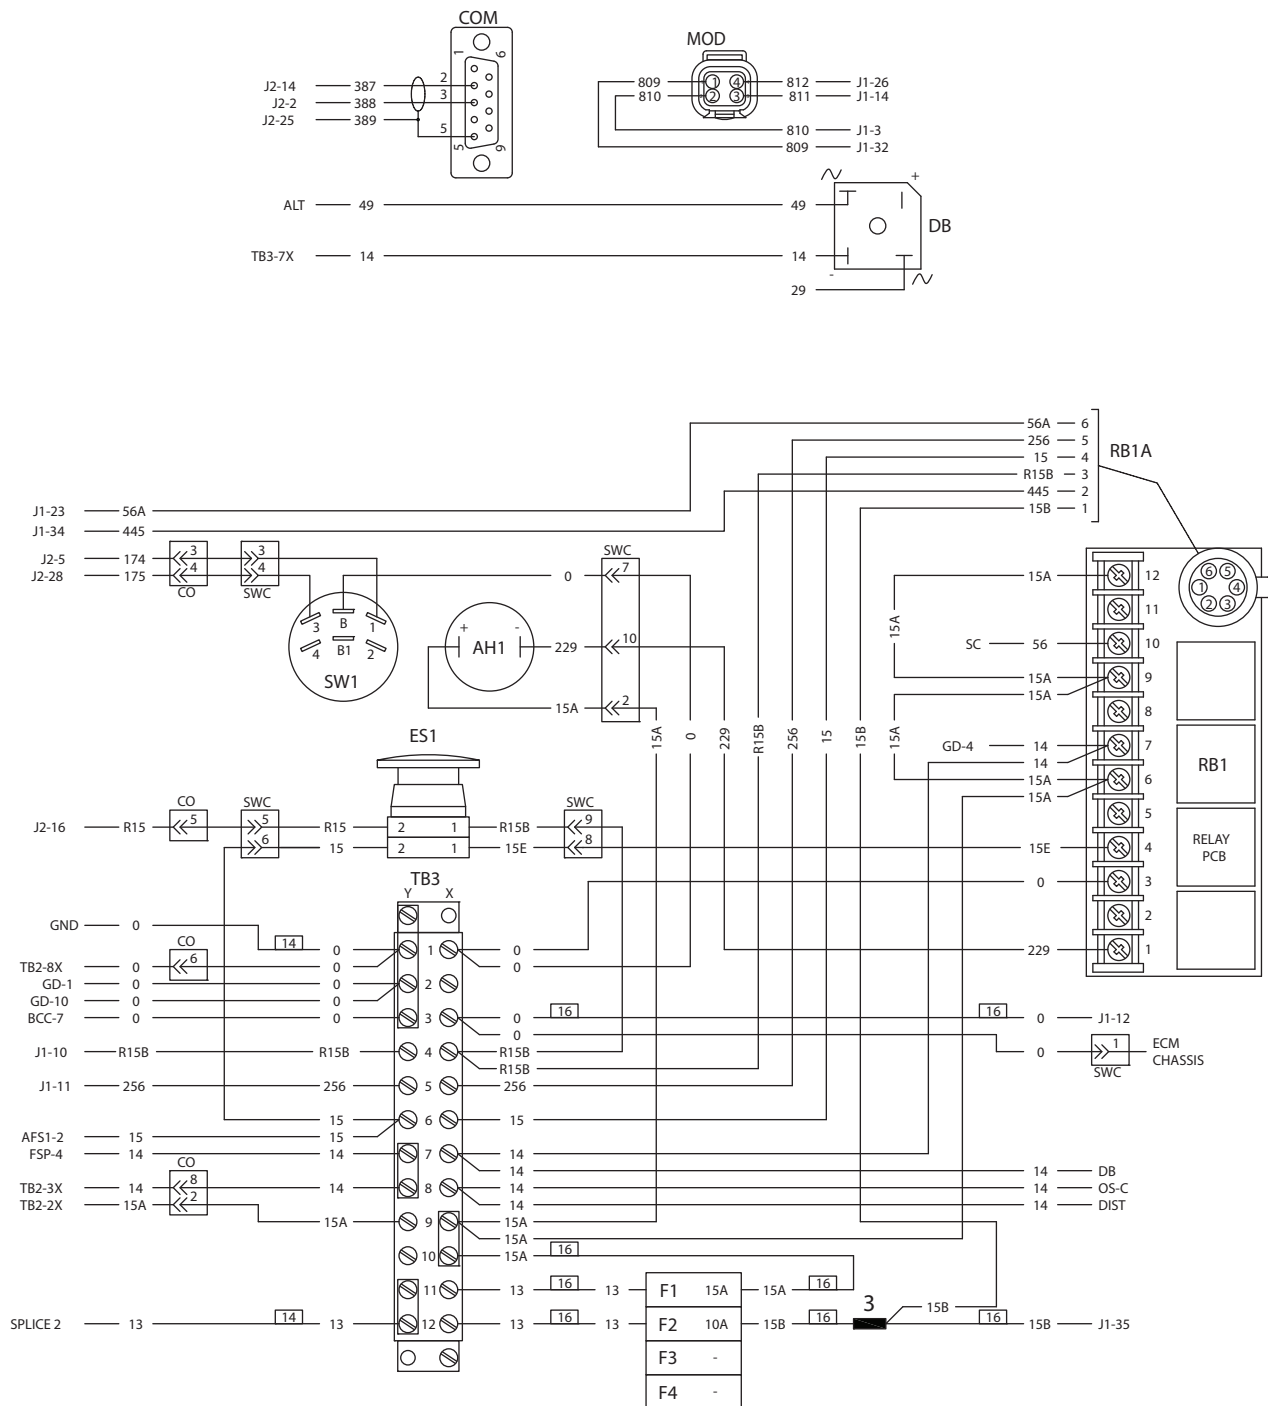 COM
1 6
J2-14 387 2
J2-2 388 3
J2-25 389
5
5 9
MOD
809 1 4 812 J1-26
810 2 3 811 J1-14
810 J1-3
809 J1-32
ALT 49 49
+
DB
TB3-7X 14 14
-
29
56A 6
256 5
15 4
R15B 3
445 2
15B 1
RB1A
J1-23 56A
J1-34 445
J2-5 174 3 3
J2-28 175 4 4
CO SWC
SWC
0 7
3 B 1
4 B1 2
SW1
+ -
AH1 229 10
15A 2
15A
0
229
R15B
256
15
15B
15A
15A
15A 12
11
SC 56 10
15A 9
15A
8
GD-4 14 7
14
15A 6
15A
5
15E 4
0 3
2
229 1
6 5
1 4
2 3
RB1
RELAY
PCB
ES1
CO SWC SWC
J2-16 R15 5 5 R15 2 1 R15B 9
6 15 2 1 15E 8
TB3
Y X
GND 0 14 0 1 0
CO
TB2-8X 0 6 0 0
GD-1 0 0 2
GD-10 0 0
BCC-7 0 0 3 0 16 16 0 J1-12
0
J1-10 R15B R15B 4 R15B 0 1 ECM
CHASSIS
SWC
R15B
J1-11 256 256 5 256
15 6 15
AFS1-2 15 15
FSP-4 14 14 7 14
CO
14 14 DB
TB2-3X 14 8 14 8 14 14 OS-C
TB2-2X 15A 2 14 14 DIST
15A 9 15A
15A
10 15A 16
11 13 16 13 F1 15A 15A 16
3 15B
SPLICE 2 13 14 13 12 13 16 13 F2 10A 15B 16 16 15B J1-35
F3 -
F4 -